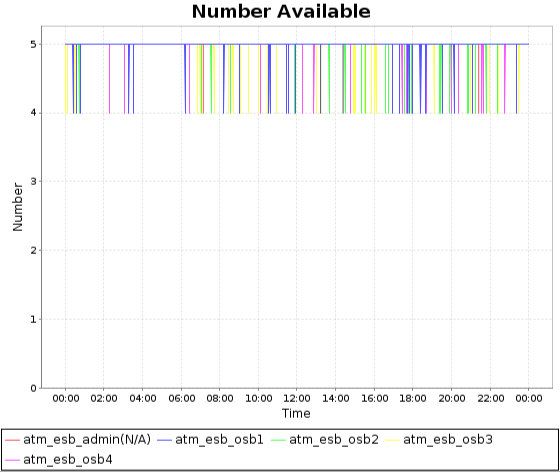 Number Available
5
4
3
2
1
0
Number
00:00 02:00 04:00 06:00 08:00 10:00 12:00 14:00 16:00 18:00 20:00 22:00 00:00
Time
atm_esb_admin(N/A) atm_esb_osb1 atm_esb_osb2 atm_esb_osb3
atm_esb_osb4